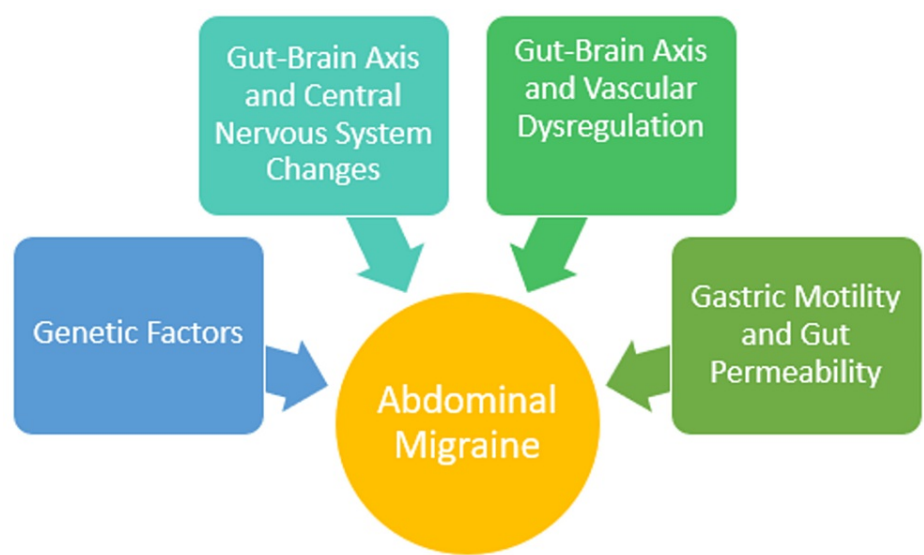 Gut-Brain Axis
and Central
Nervous System
Changes
Gut-Brain Axis
and Vascular
Dysregulation
Genetic Factors
Gastric Motility
and Gut
Permeability
Abdominal
Migraine